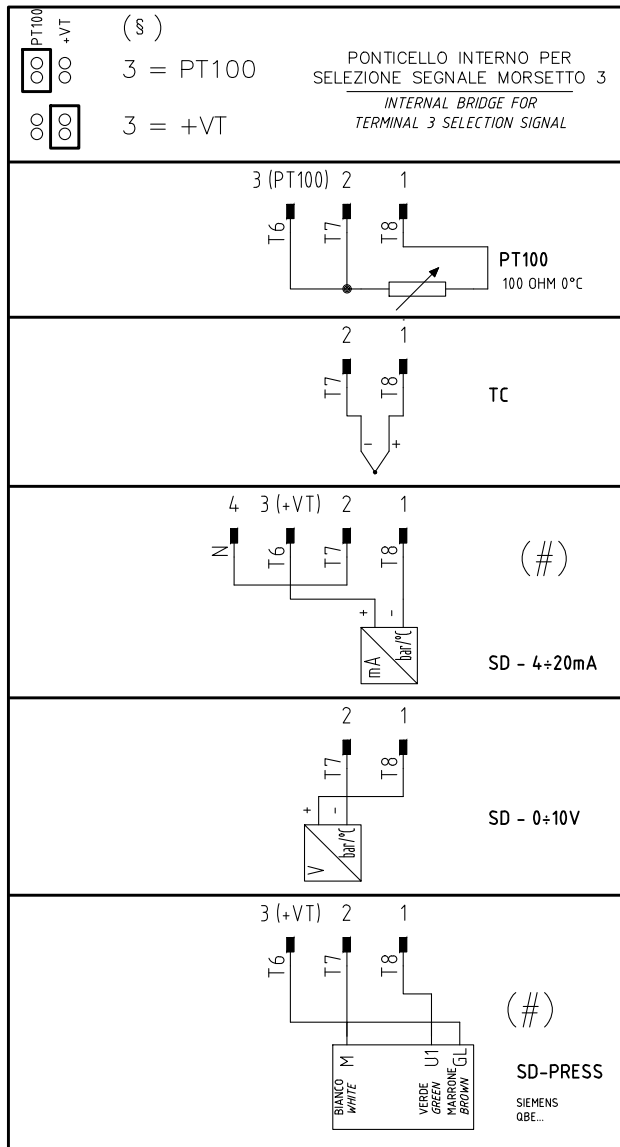 PT100
+VT
(§)
3 = PT100
3 = +VT
PONTICELLO INTERNO PER
SELEZIONE SEGNALE MORSETTO 3
INTERNAL BRIDGE FOR
TERMINAL 3 SELECTION SIGNAL
3 (PT100) 2 1
T6 T7 T8
PT100
100 OHM 0°C
2 1
T7 T8
- +
TC
4 3 (+VT) 2 1
N T6 T7 T8
(#)
+ -
mA bar/°C
SD - 4÷20mA
2 1
T7 T8
+ -
V bar/°C
SD - 0÷10V
3 (+VT) 2 1
T6 T7 T8
(#)
M U1 GL
BIANCO
WHITE
VERDE
GREEN
MARRONE
BROWN
SD-PRESS
SIEMENS
QBE...